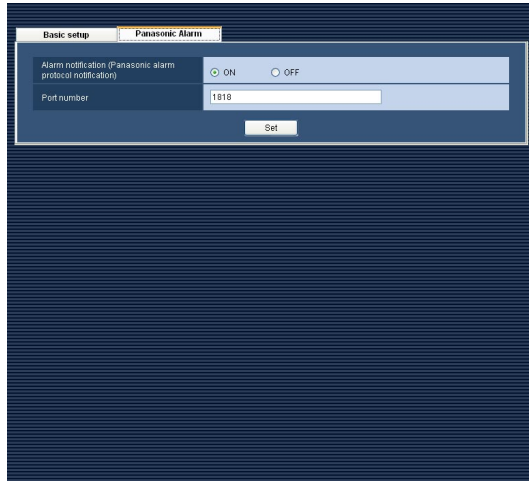 Basic setup
Panasonic Alarm
Alarm notification (Panasonic alarm
protocol notification)
ON
OFF
Port number
1818
Set